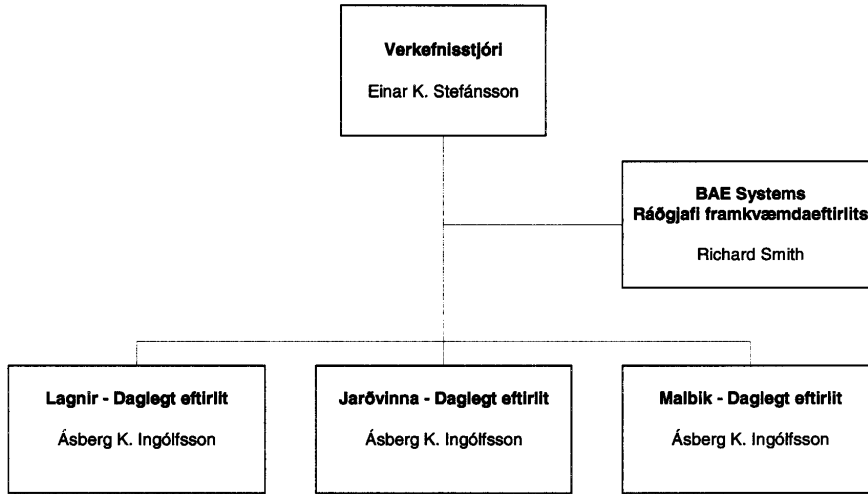 Verkefnisstjóri
Einar K. Stefánsson
BAE Systems
Ráðgjafi framkvæmdaeftirlits
Richard Smith
Lagnir - Daglegt eftirlit
Ásberg K. Ingólfsson
Jarðvinna - Daglegt eftirlit
Ásberg K. Ingólfsson
Malbik - Daglegt eftirlit
Ásberg K. Ingólfsson